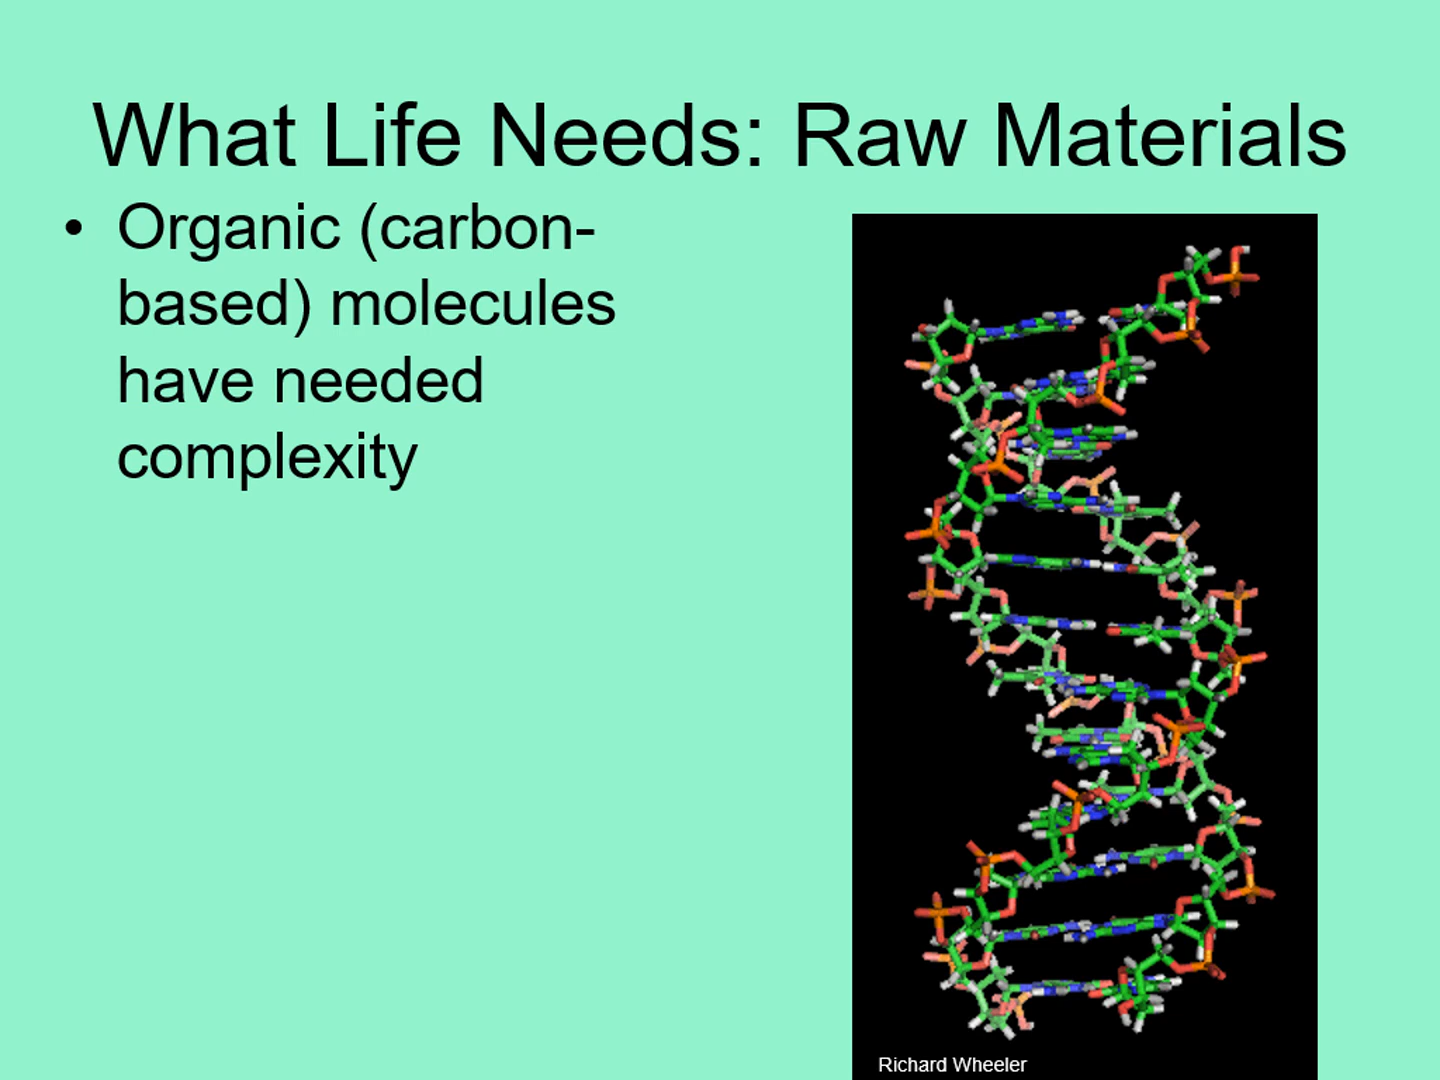 What Life Needs: Raw Materials
• Organic (carbon-
based) molecules
have needed
complexity
Richard Wheeler